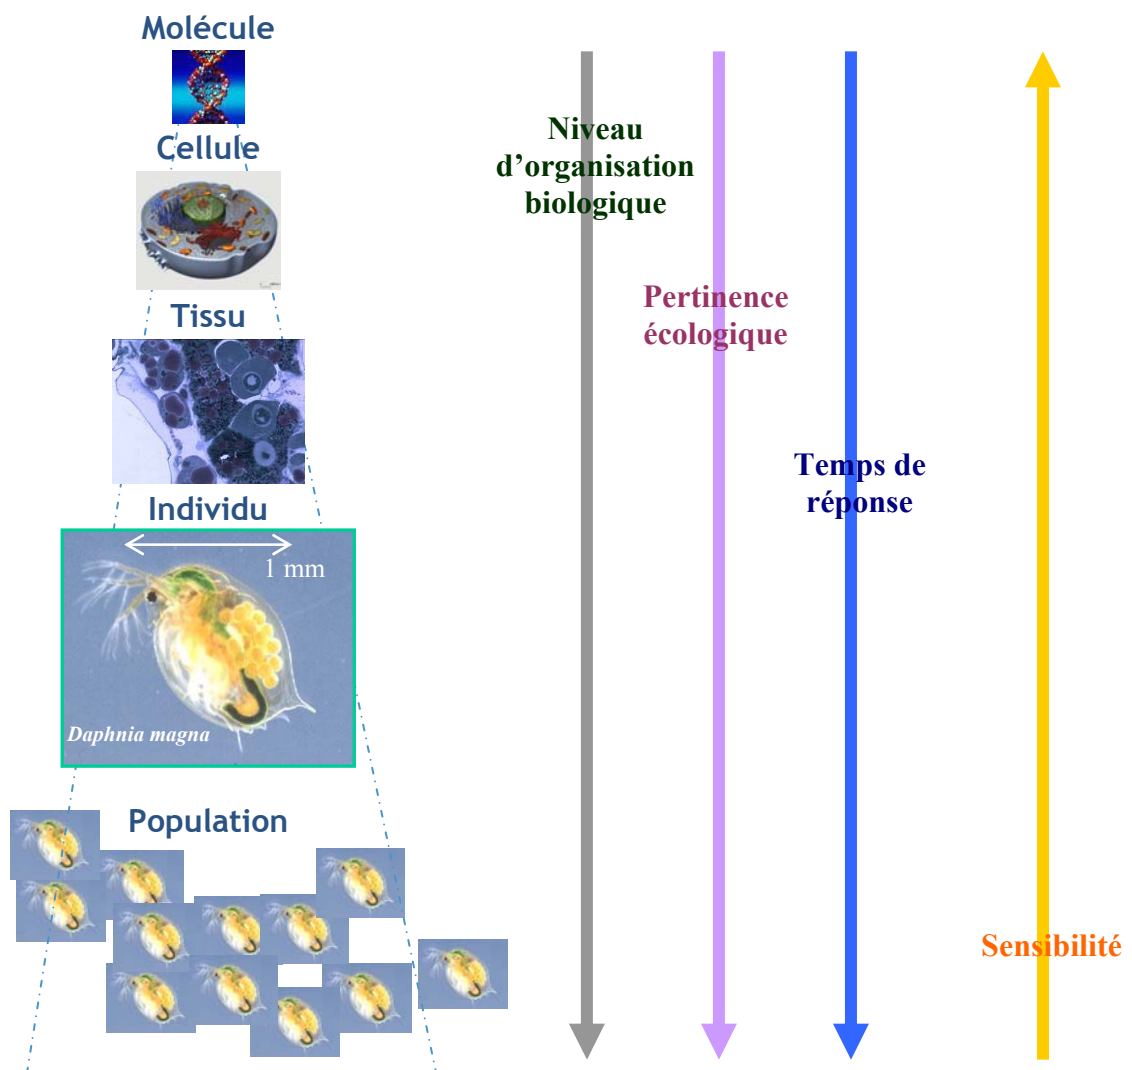 Molécule
Cellule
Tissu
Individu
1 mm
Daphnia magna
Population
Niveau
d’organisation
biologique
Pertinence
écologique
Temps de
réponse
Sensibilité